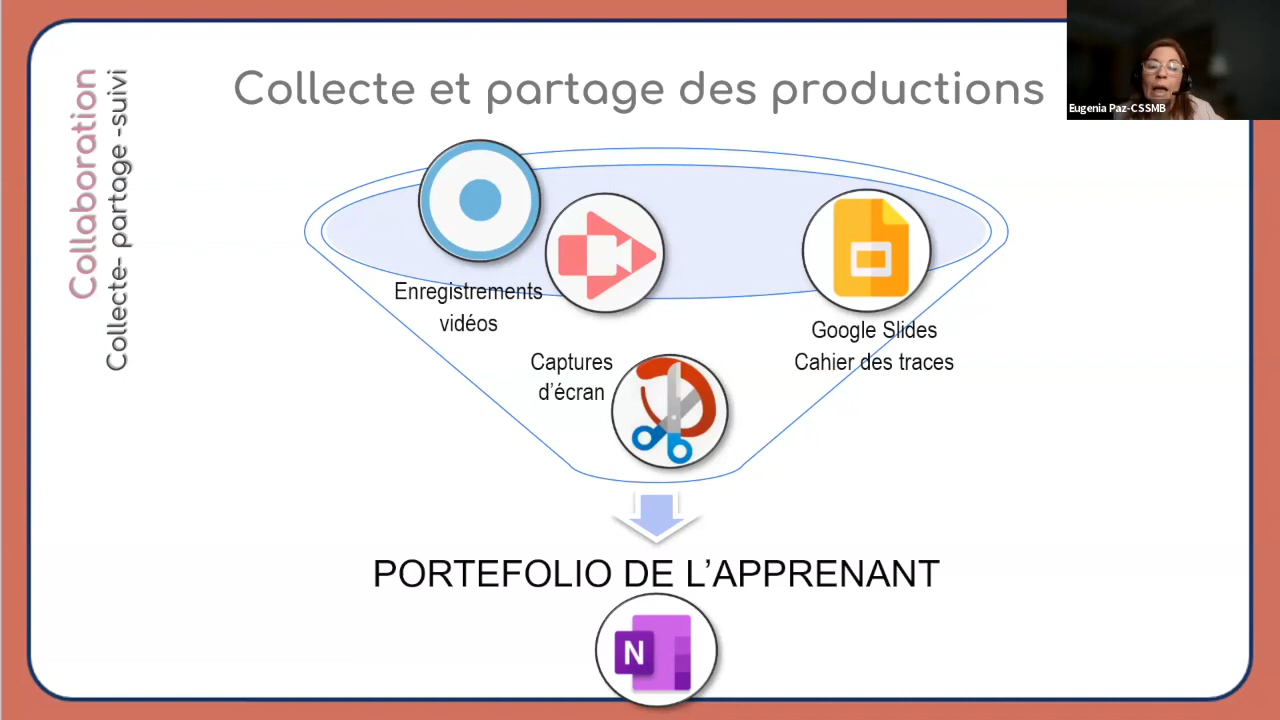 Collaboration
Collecte- partage -suivi
Collecte et partage des productions
Eugenia Paz-CSSMB
Enregistrements
vidéos
Captures
d’écran
Google Slides
Cahier des traces
PORTEFOLIO DE L’APPRENANT
N